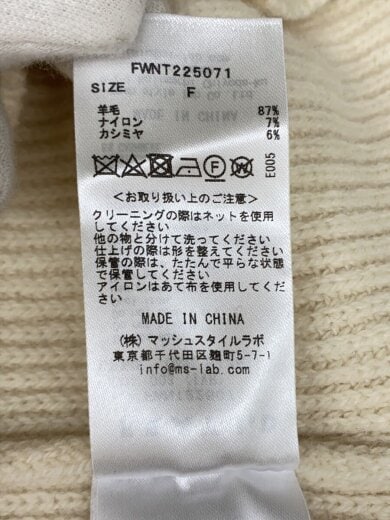 FWNT225071
SIZE F
羊毛 87%
ナイロン 7%
カシミヤ 6%
F W
E005
<お取り扱い上のご注意>
クリーニングの際はネットを使用
してください
他の物と分けて洗ってください
仕上げの際は形を整えてください
保管の際は、たたんで平らな状態
で保管してください
アイロンはあて布を使用してくだ
さい
MADE IN CHINA
(株) マッシュスタイルラボ
東京都千代田区麹町5-7-1
info@ms-lab.com